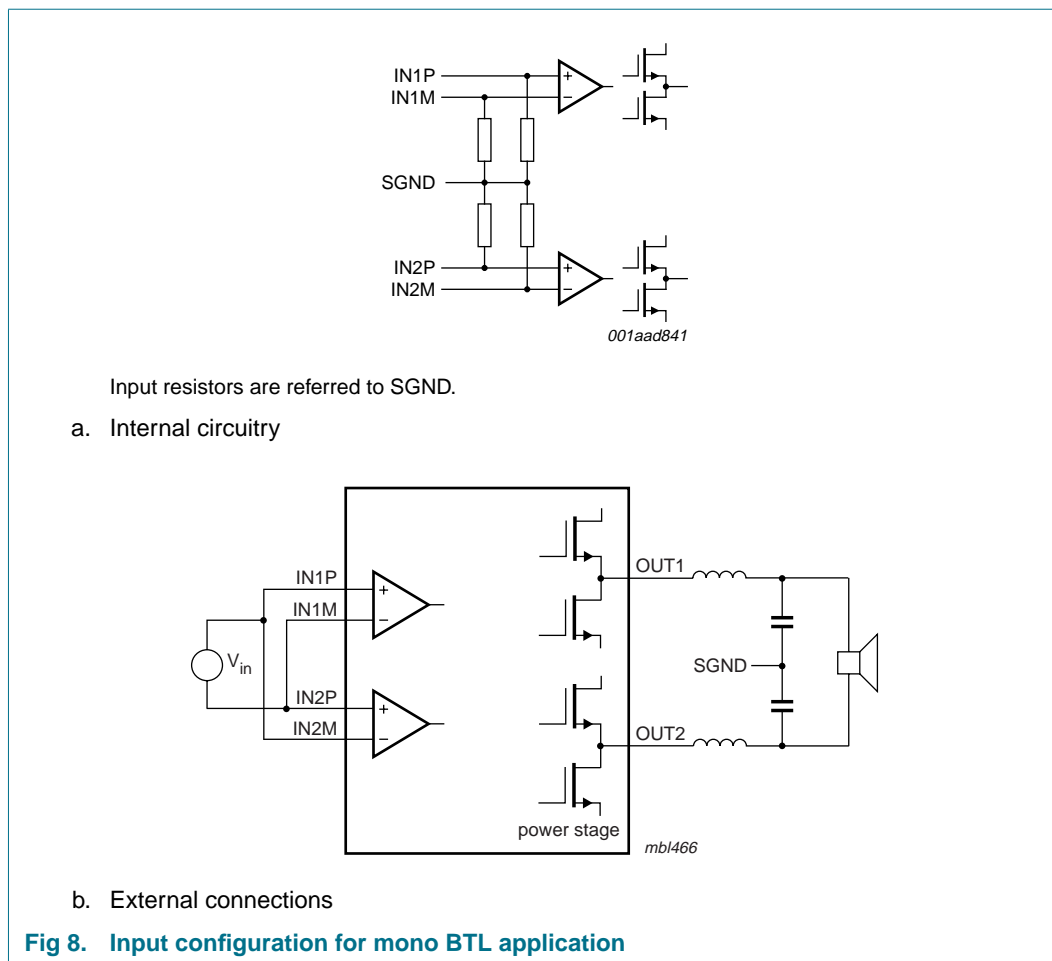 IN1P
IN1M
+
−
SGND
IN2P
IN2M
+
−
001aad841
Input resistors are referred to SGND.
a. Internal circuitry
OUT1
IN1P
+
IN1M
−
Vin
SGND
IN2P
+
IN2M
−
OUT2
power stage
mbl466
b. External connections
Fig 8. Input configuration for mono BTL application